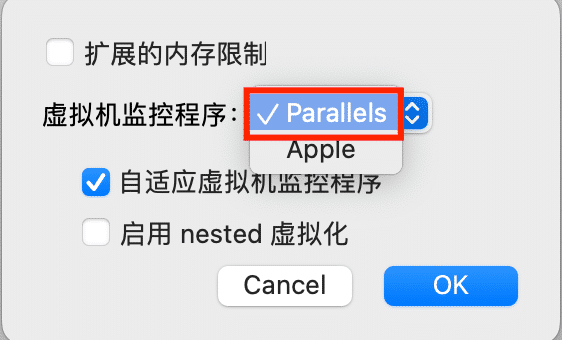 扩展的内存限制
虚拟机监控程序：
✓ Parallels
Apple
自适应虚拟机监控程序
启用 nested 虚拟化
Cancel
OK